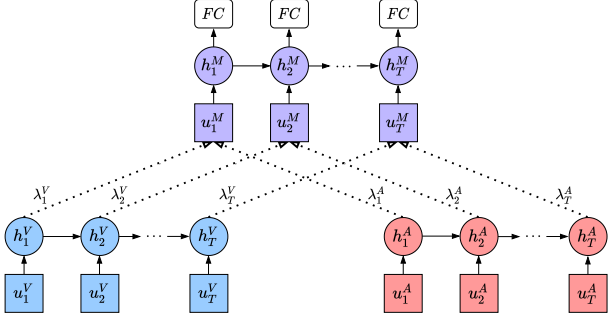 FC FC FC
h_1^M h_2^M ... h_T^M
u_1^M u_2^M u_T^M
λ_1^V λ_2^V λ_T^V λ_1^A λ_2^A λ_T^A
h_1^V h_2^V ... h_T^V h_1^A h_2^A ... h_T^A
u_1^V u_2^V u_T^V u_1^A u_2^A u_T^A